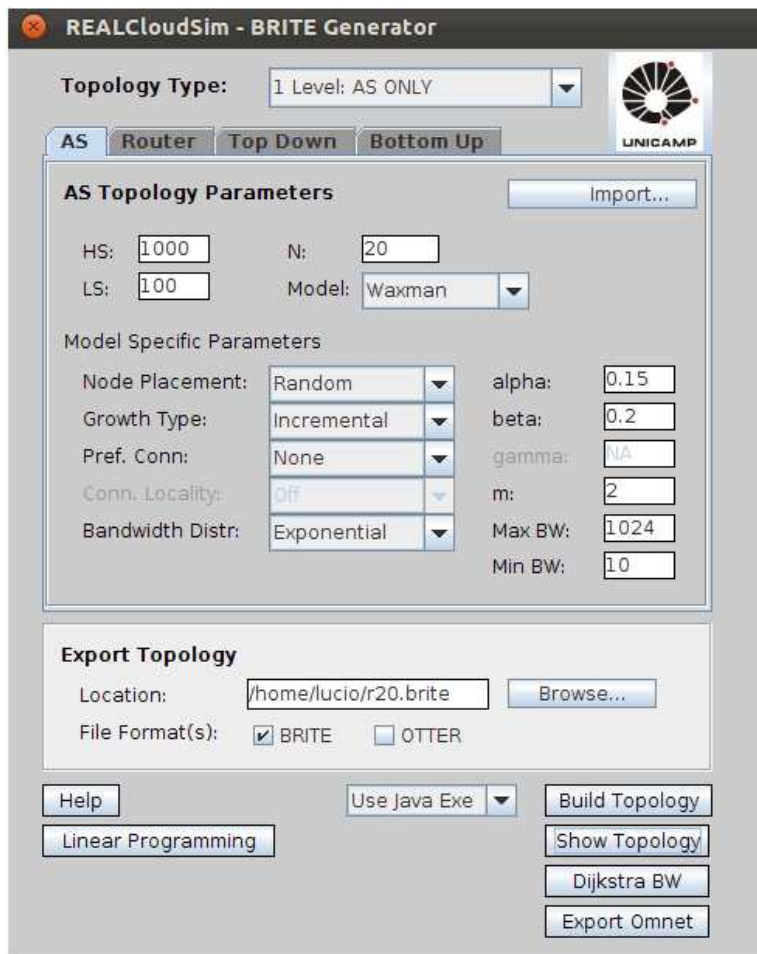 REALCloudSim - BRITE Generator
Topology Type: 1 Level: AS ONLY
UNICAMP
AS Router Top Down Bottom Up
AS Topology Parameters Import...
HS: 1000 N: 20
LS: 100 Model: Waxman
Model Specific Parameters
Node Placement: Random alpha: 0.15
Growth Type: Incremental beta: 0.2
Pref. Conn: None gamma: NA
Conn. Locality: Off m: 2
Bandwidth Distr: Exponential Max BW: 1024
Min BW: 10
Export Topology
Location: /home/lucio/r20.brite Browse...
File Format(s): BRITE OTTER
Help Use Java Exe Build Topology
Linear Programming Show Topology
Dijkstra BW
Export Omnet